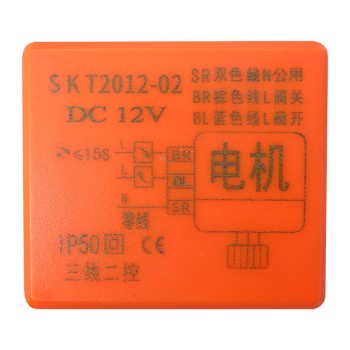 SKT2012-02
DC 12V
SR双色线N公用
BR棕色线L阀关
BL蓝色线L阀开
≤15S
L
L
N
零线
BR
BL
SR
电机
IP50 CE
三线二控